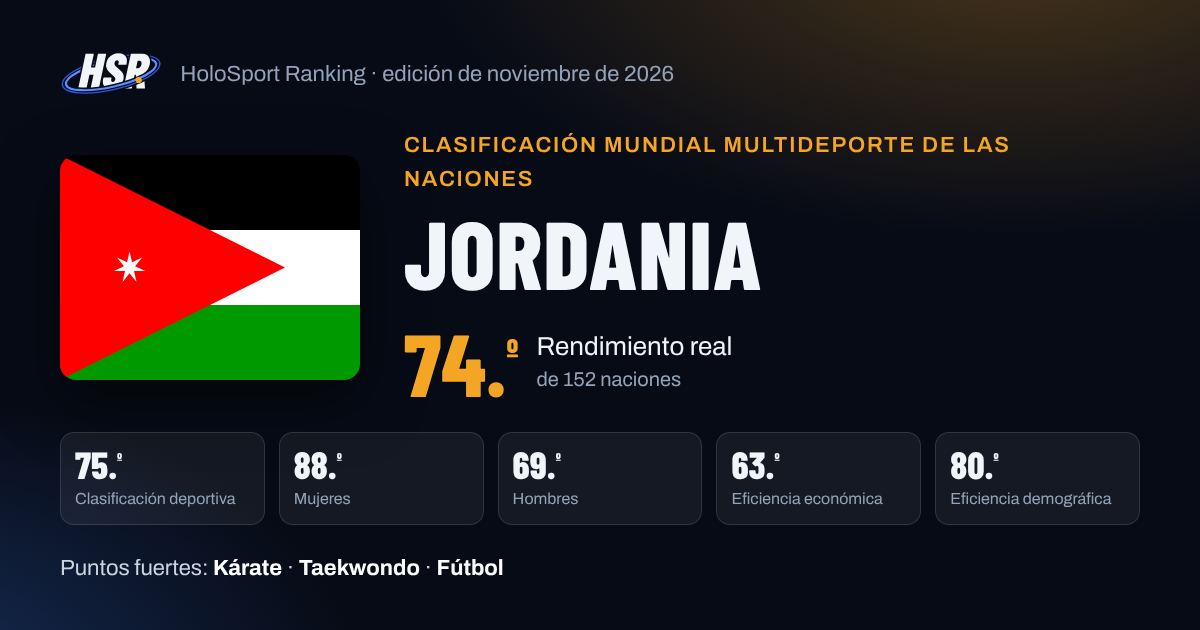 HSR
HoloSport Ranking · edición de noviembre de 2026
CLASIFICACIÓN MUNDIAL MULTIDEPORTE DE LAS
NACIONES
JORDANIA
74.º
Rendimiento real
de 152 naciones
75.º
Clasificación deportiva
88.º
Mujeres
69.º
Hombres
63.º
Eficiencia económica
80.º
Eficiencia demográfica
Puntos fuertes: Kárate · Taekwondo · Fútbol